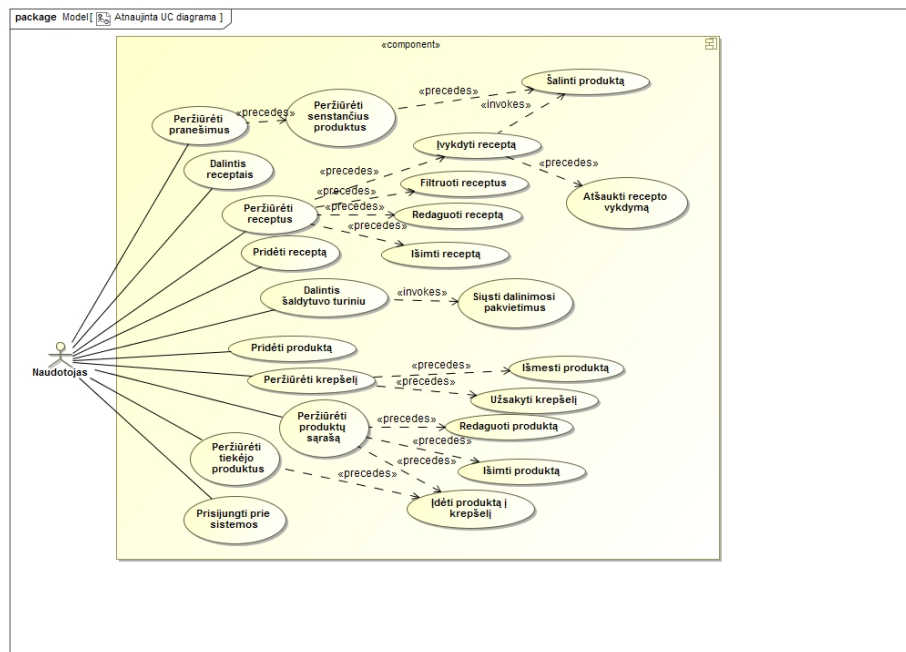 package Model[ Atnaujinta UC diagrama ]
«component»
Šalinti produktą
«precedes»
Peržiūrėti
senstančius
produktus
«precedes»
«invokes»
Peržiūrėti
pranešimus
Įvykdyti receptą
«precedes»
Dalintis
receptais
«precedes»
Filtruoti receptus
«precedes»
Atšaukti recepto
vykdymą
Peržiūrėti
receptus
«precedes»
Redaguoti receptą
«precedes»
Pridėti receptą
Išimti receptą
Dalintis
šaldytuvo turiniu
«invokes»
Siųsti dalinimosi
pakvietimus
Pridėti produktą
Naudotojas
Peržiūrėti krepšelį
«precedes»
Išmesti produktą
«precedes»
Užsakyti krepšelį
Peržiūrėti
produktų
sąrašą
«precedes»
Redaguoti produktą
Peržiūrėti
tiekėjo
produktus
«precedes»
«precedes»
Išimti produktą
«precedes»
Įdėti produktą į
krepšelį
Prisijungti prie
sistemos